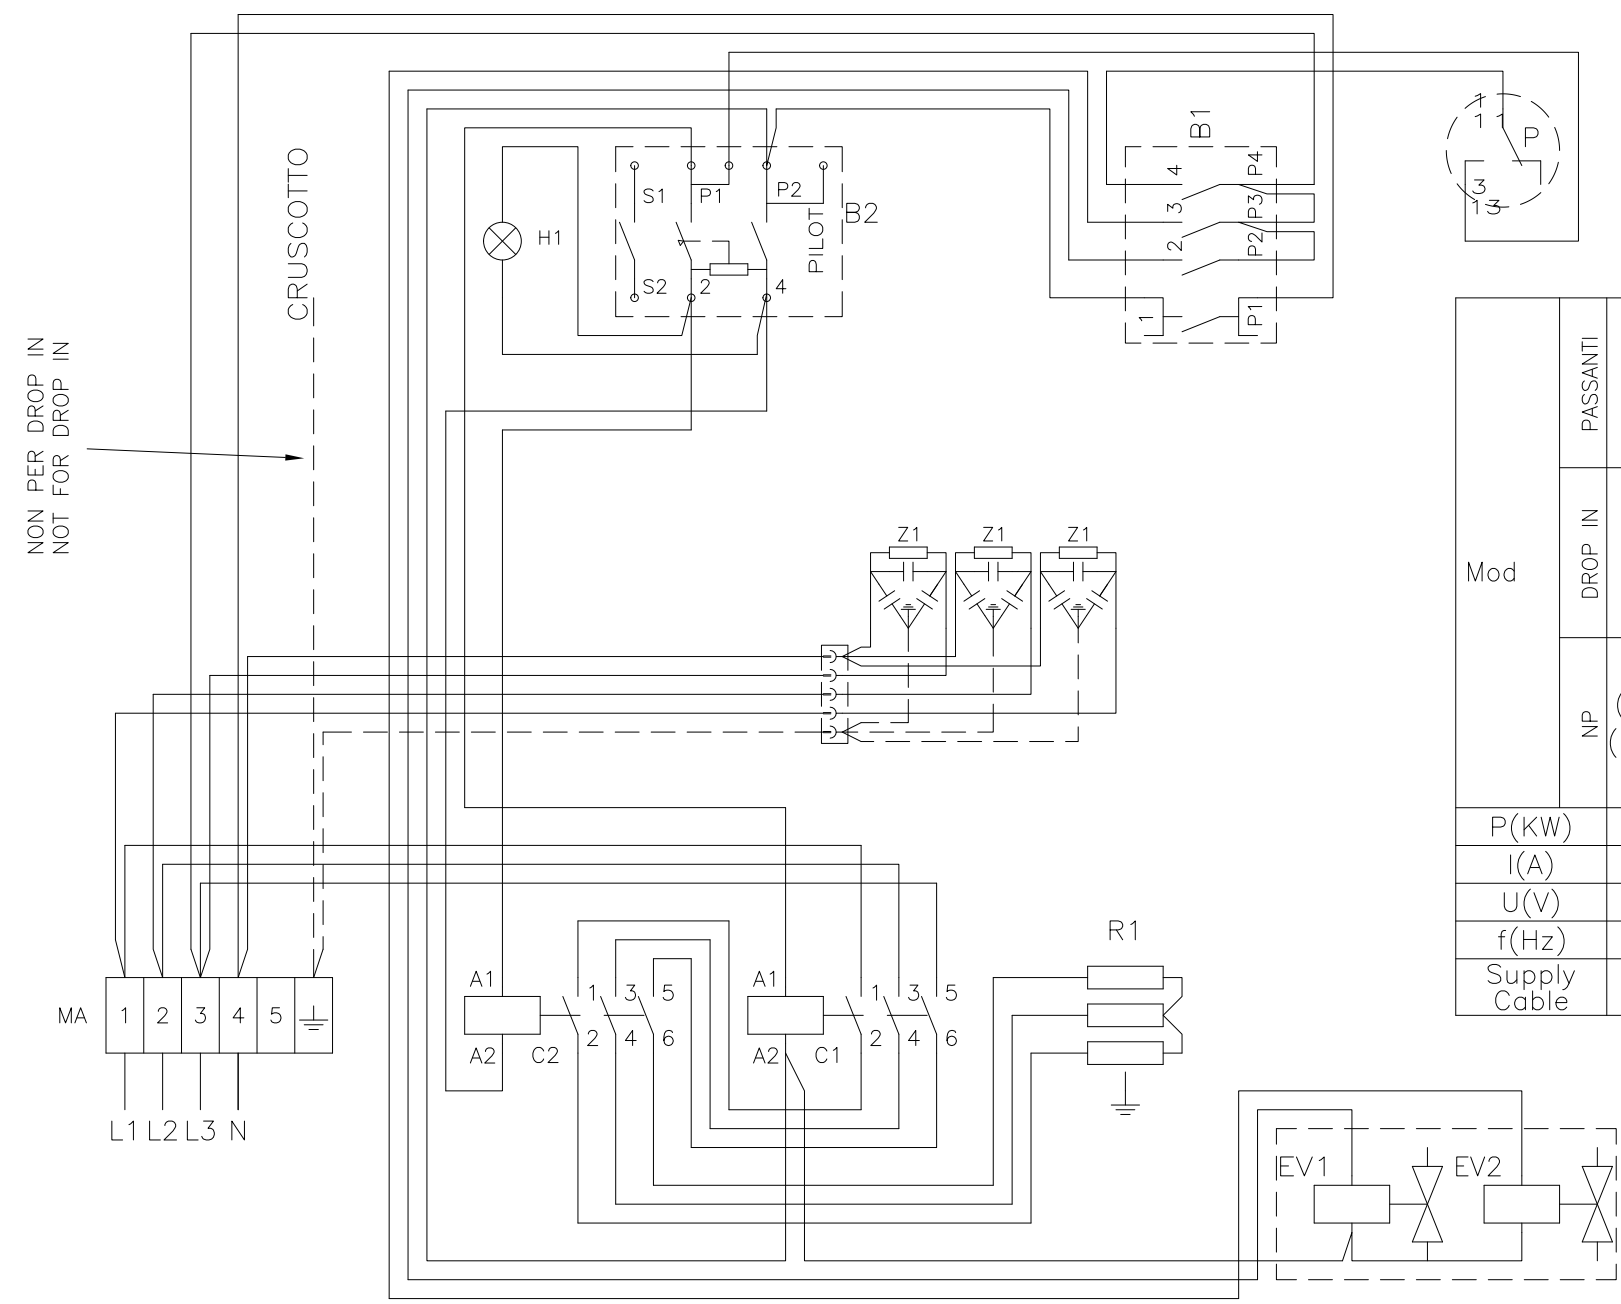 CRUSCOTTO
NON PER DROP IN
NOT FOR DROP IN
H1
S1
P1
P2
S2
2
4
PILOT
B2
B1
4
P4
3
P3
2
P2
1
P1
1
11
P
3
13
Z1
Z1
Z1
Mod
PASSANTI
DROP IN
NP
(
(
P(KW)
I(A)
U(V)
f(Hz)
Supply
Cable
MA
1
2
3
4
5
L1
L2
L3
N
A1
A2
C2
1
3
5
2
4
6
A1
A2
C1
1
3
5
2
4
6
R1
EV1
EV2